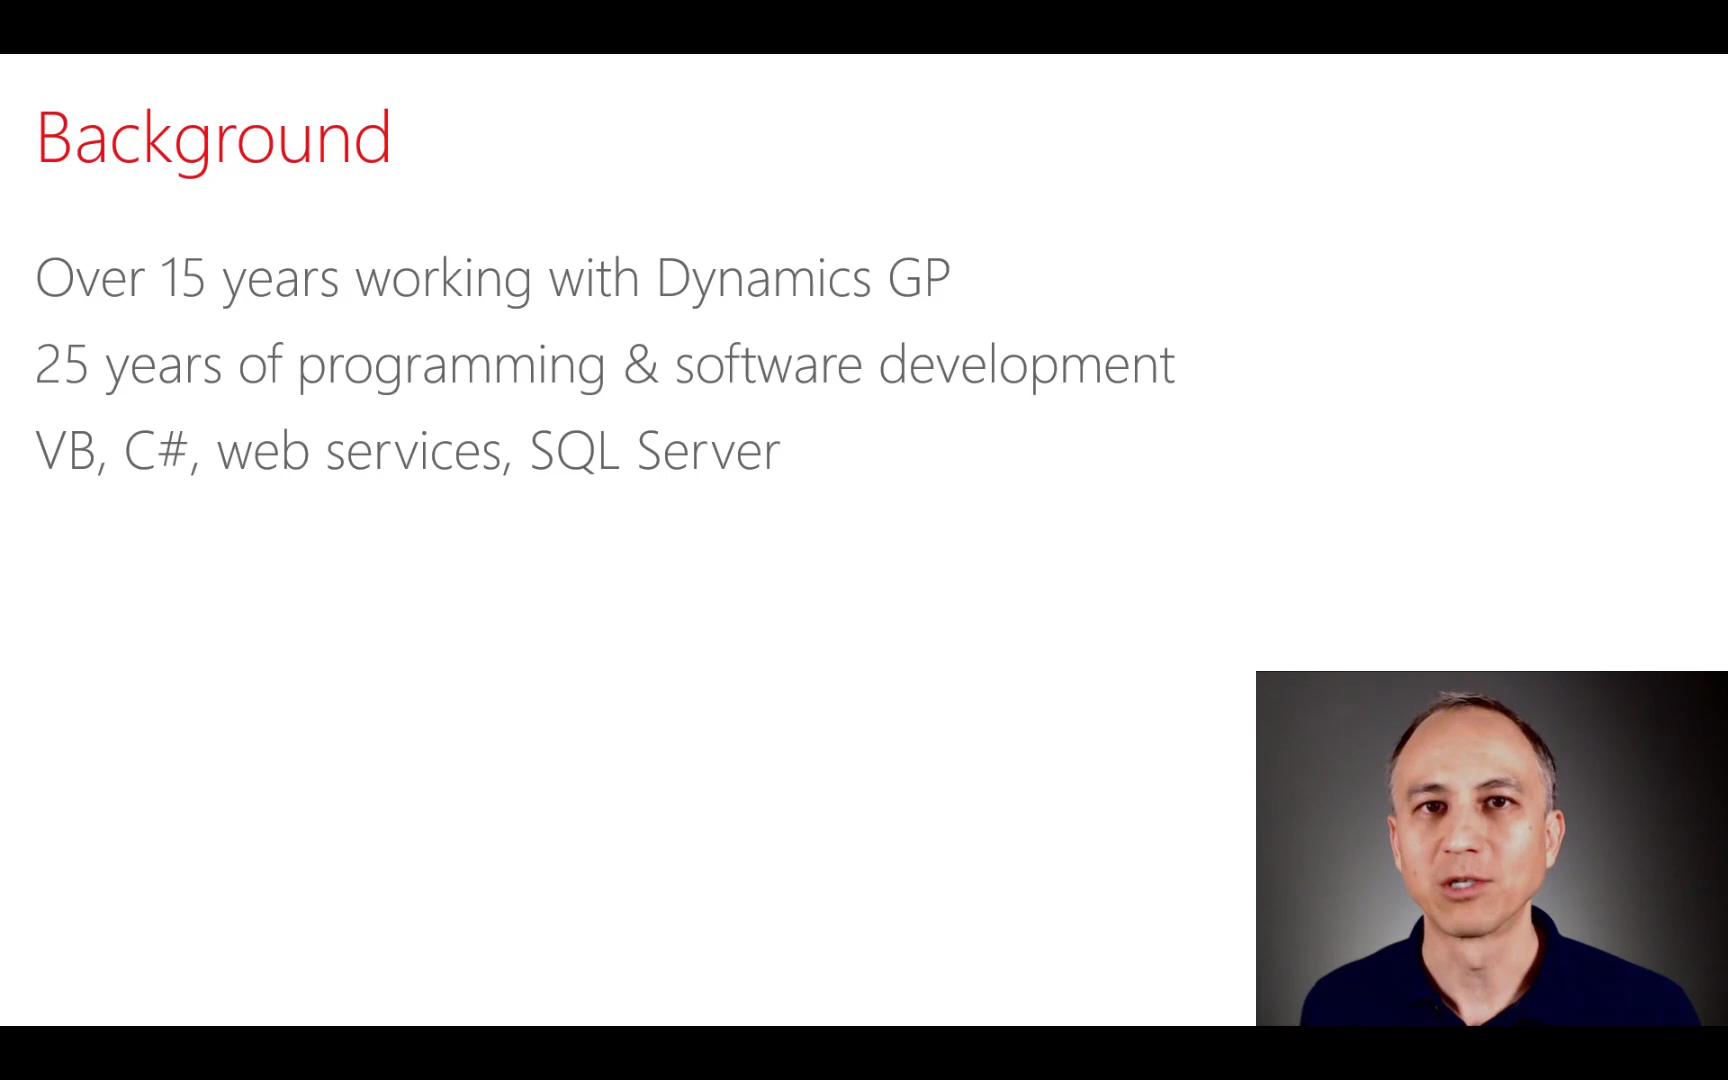 Background
Over 15 years working with Dynamics GP
25 years of programming & software development
VB, C#, web services, SQL Server